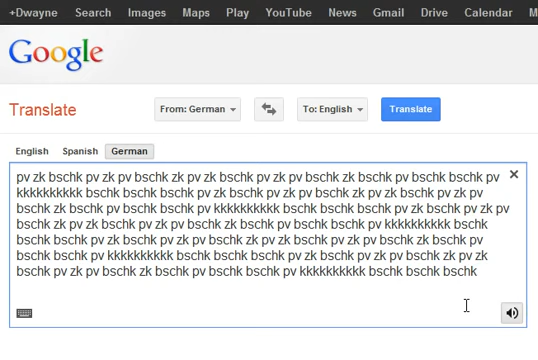 +Dwayne Search Images Maps Play YouTube News Gmail Drive Calendar M
Google
Translate From: German To: English Translate
English Spanish German
pv zk bschk pv zk pv bschk zk pv zk bschk pv zk pv bschk zk bschk pv bschk bschk pv
kkkkkkkkkk bschk bschk bschk pv zk bschk pv zk pv bschk zk pv zk bschk pv zk pv
bschk zk bschk pv bschk bschk pv kkkkkkkkkk bschk bschk bschk pv zk bschk pv zk pv
bschk zk pv zk bschk pv zk pv bschk zk bschk pv bschk bschk pv kkkkkkkkkk bschk
bschk bschk pv zk bschk pv zk pv bschk zk pv zk bschk pv zk pv bschk zk bschk pv
bschk bschk pv kkkkkkkkkk bschk bschk bschk pv zk bschk pv zk pv bschk zk pv zk
bschk pv zk pv bschk zk bschk pv bschk bschk pv kkkkkkkkkk bschk bschk bschk